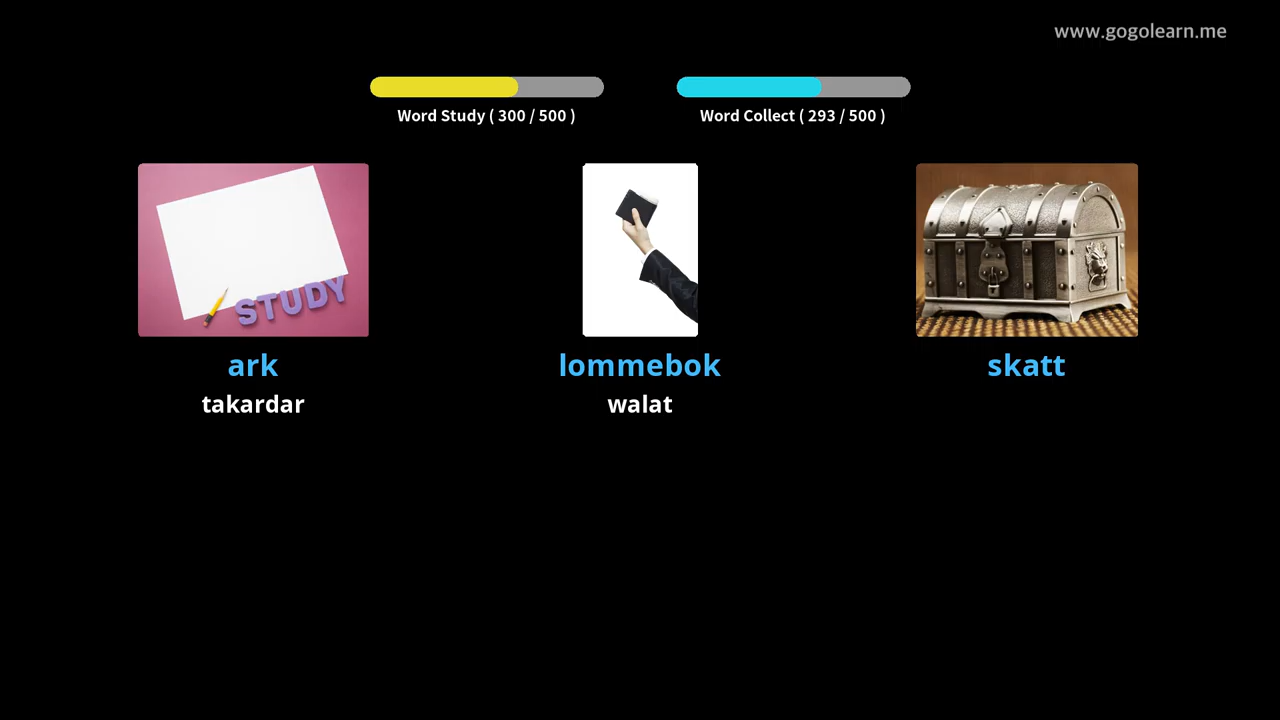 www.gogolearn.me
Word Study ( 300 / 500 )
Word Collect ( 293 / 500 )
STUDY
ark
lommebok
skatt
takardar
walat